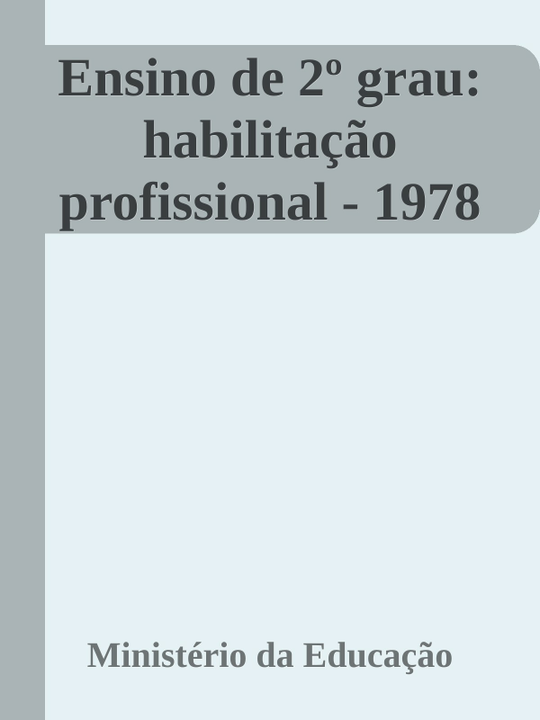 Ensino de 2º grau:
habilitação
profissional - 1978
Ministério da Educação